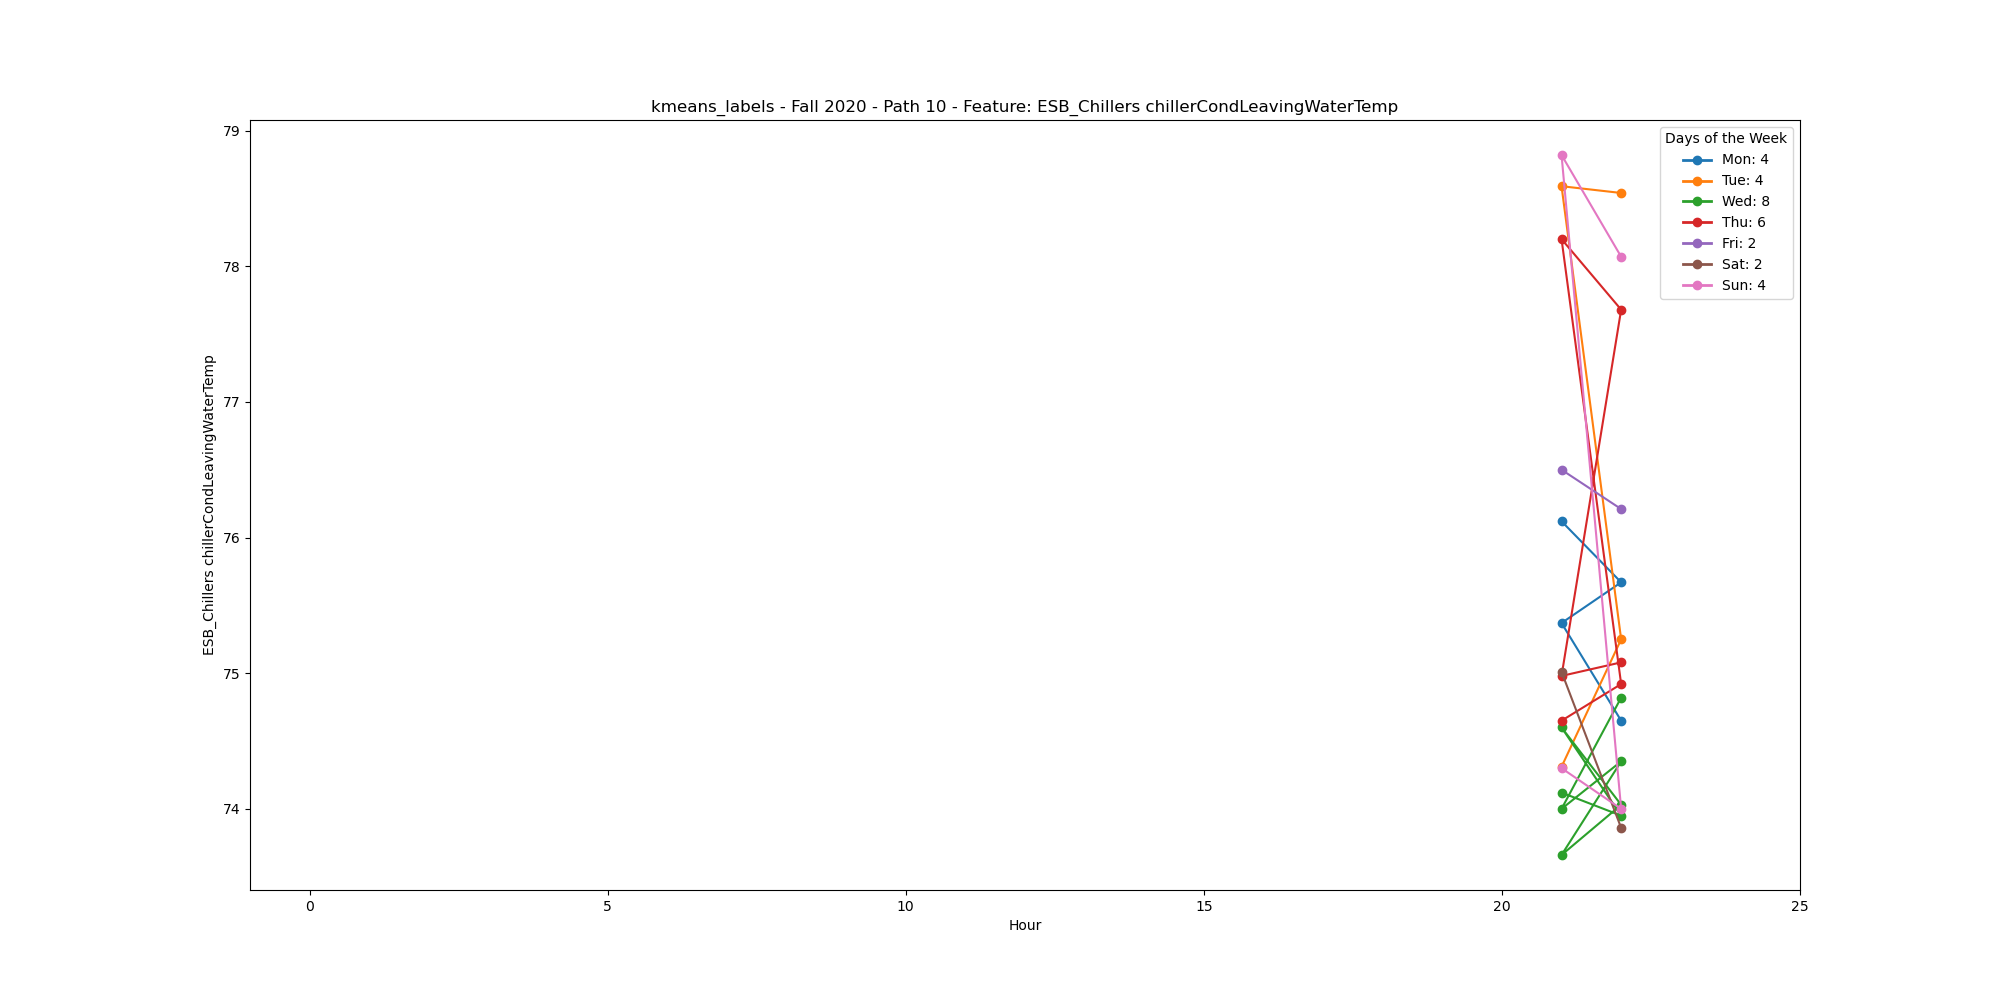 kmeans_labels - Fall 2020 - Path 10 - Feature: ESB_Chillers chillerCondLeavingWaterTemp
79
78
77
76
75
74
ESB_Chillers chillerCondLeavingWaterTemp
Days of the Week
Mon: 4
Tue: 4
Wed: 8
Thu: 6
Fri: 2
Sat: 2
Sun: 4
0 5 10 15 20 25
Hour